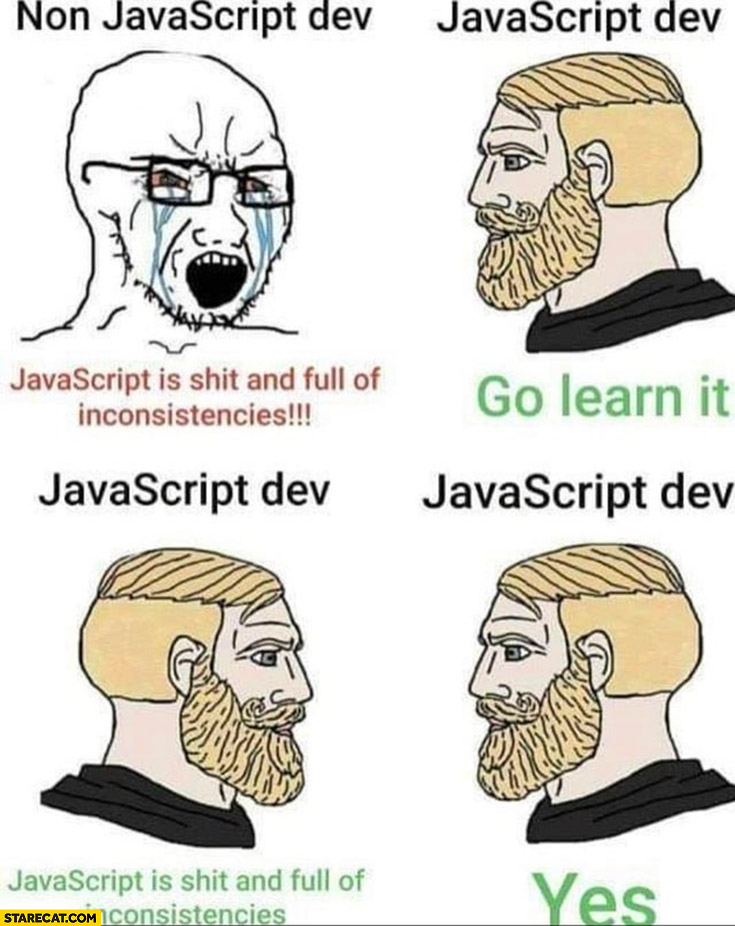 Non JavaScript dev
JavaScript dev
JavaScript is shit and full of
inconsistencies!!!
Go learn it
JavaScript dev
JavaScript dev
JavaScript is shit and full of
inconsistencies
Yes
STARECAT.COM